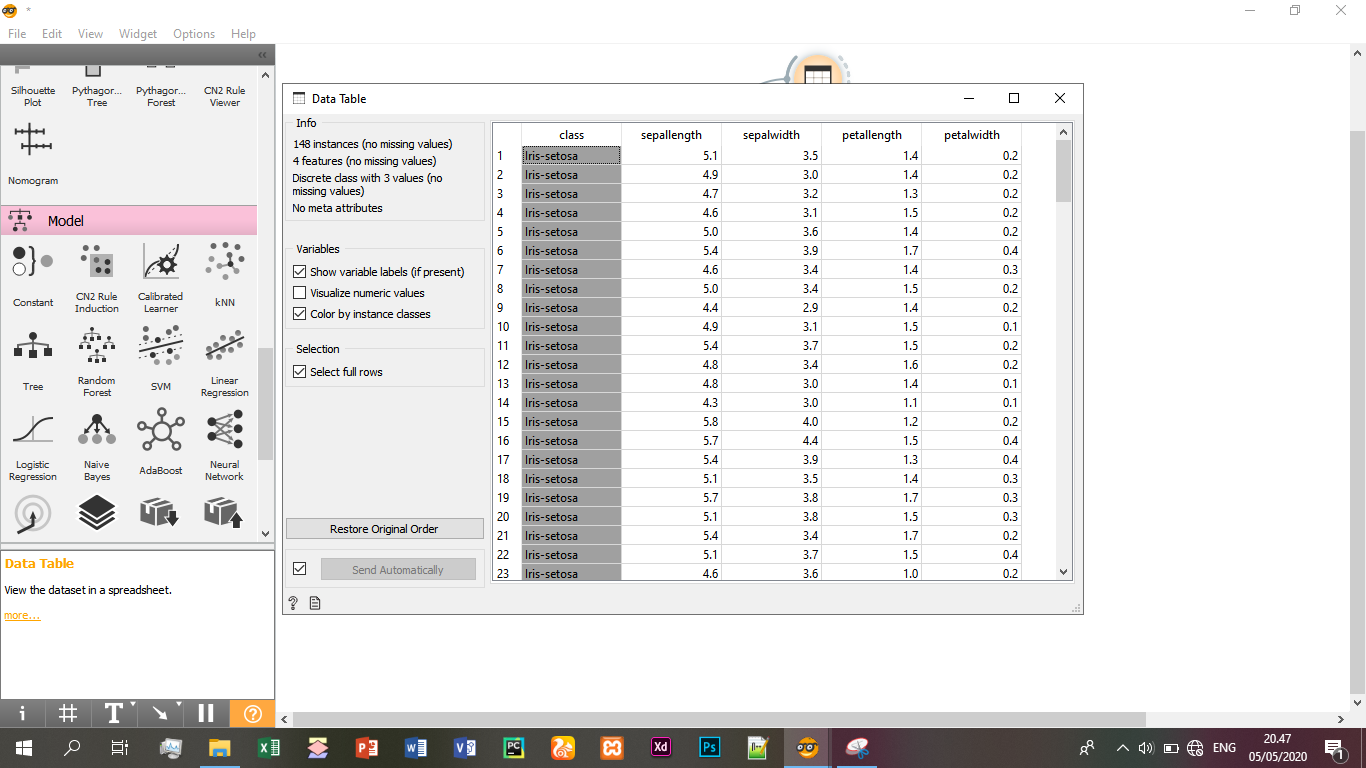 *
File Edit View Widget Options Help
Silhouette Plot
Pythagor... Tree
Pythagor... Forest
CN2 Rule Viewer
Nomogram
Model
Constant
CN2 Rule Induction
Calibrated Learner
kNN
Tree
Random Forest
SVM
Linear Regression
Logistic Regression
Naive Bayes
AdaBoost
Neural Network
Data Table
View the dataset in a spreadsheet.
more...
Data Table
Info
148 instances (no missing values)
4 features (no missing values)
Discrete class with 3 values (no
missing values)
No meta attributes
Variables
Show variable labels (if present)
Visualize numeric values
Color by instance classes
Selection
Select full rows
Restore Original Order
Send Automatically
class sepallength sepalwidth petallength petalwidth
1 Iris-setosa 5.1 3.5 1.4 0.2
2 Iris-setosa 4.9 3.0 1.4 0.2
3 Iris-setosa 4.7 3.2 1.3 0.2
4 Iris-setosa 4.6 3.1 1.5 0.2
5 Iris-setosa 5.0 3.6 1.4 0.2
6 Iris-setosa 5.4 3.9 1.7 0.4
7 Iris-setosa 4.6 3.4 1.4 0.3
8 Iris-setosa 5.0 3.4 1.5 0.2
9 Iris-setosa 4.4 2.9 1.4 0.2
10 Iris-setosa 4.9 3.1 1.5 0.1
11 Iris-setosa 5.4 3.7 1.5 0.2
12 Iris-setosa 4.8 3.4 1.6 0.2
13 Iris-setosa 4.8 3.0 1.4 0.1
14 Iris-setosa 4.3 3.0 1.1 0.1
15 Iris-setosa 5.8 4.0 1.2 0.2
16 Iris-setosa 5.7 4.4 1.5 0.4
17 Iris-setosa 5.4 3.9 1.3 0.4
18 Iris-setosa 5.1 3.5 1.4 0.3
19 Iris-setosa 5.7 3.8 1.7 0.3
20 Iris-setosa 5.1 3.8 1.5 0.3
21 Iris-setosa 5.4 3.4 1.7 0.2
22 Iris-setosa 5.1 3.7 1.5 0.4
23 Iris-setosa 4.6 3.6 1.0 0.2
ENG
20.47
05/05/2020
1